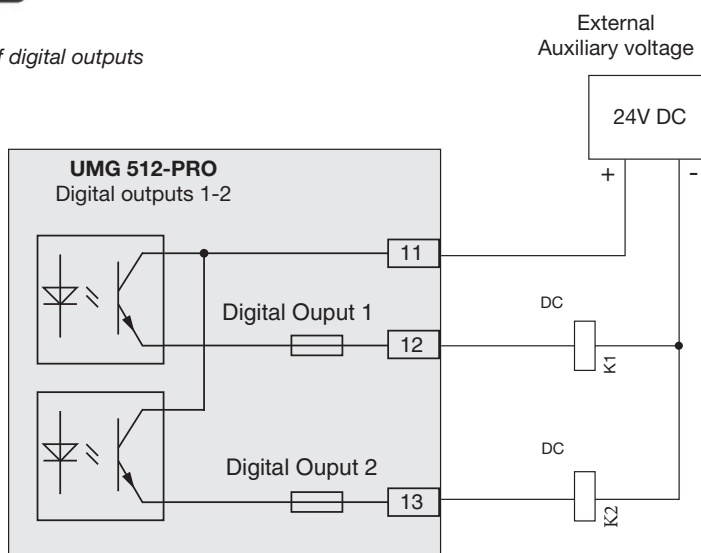 External
Auxiliary voltage
digital outputs
24V DC
UMG 512-PRO
Digital outputs 1-2
+ -
11
Digital Ouput 1
12
DC
K1
Digital Ouput 2
13
DC
K2